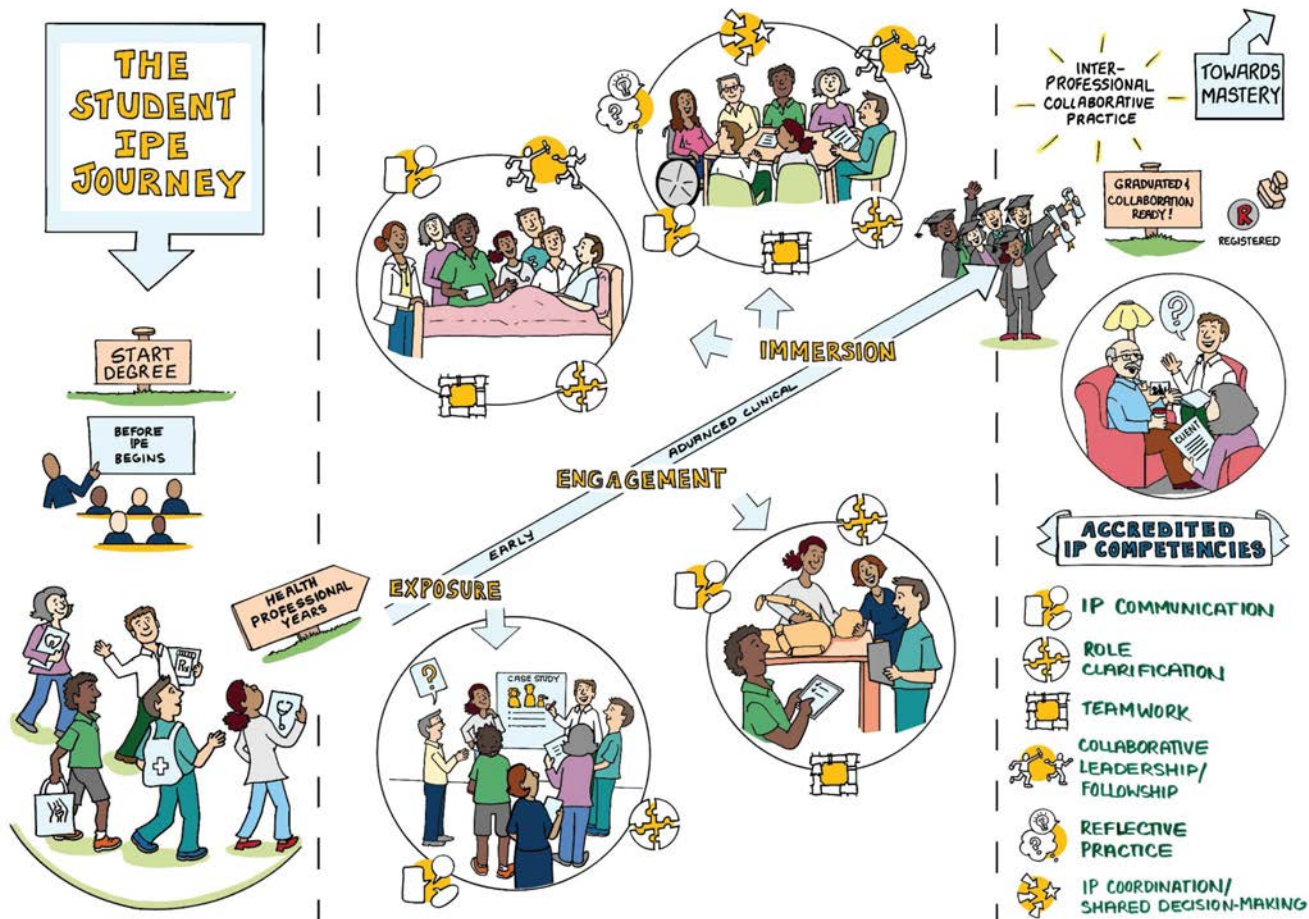 THE
STUDENT
IPE
JOURNEY
START
DEGREE
BEFORE
IPE
BEGINS
HEALTH
PROFESSIONAL
YEARS
Rx
EXPOSURE
EARLY
ENGAGEMENT
ADVANCED CLINICAL
IMMERSION
?
CASE STUDY
?
INTER-
PROFESSIONAL
COLLABORATIVE
PRACTICE
TOWARDS
MASTERY
GRADUATED &
COLLABORATION
READY!
R
REGISTERED
?
CLIENT
ACCREDITED
IP COMPETENCIES
IP COMMUNICATION
ROLE
CLARIFICATION
TEAMWORK
COLLABORATIVE
LEADERSHIP/
FOLLOWSHIP
?
REFLECTIVE
PRACTICE
IP COORDINATION/
SHARED DECISION-MAKING